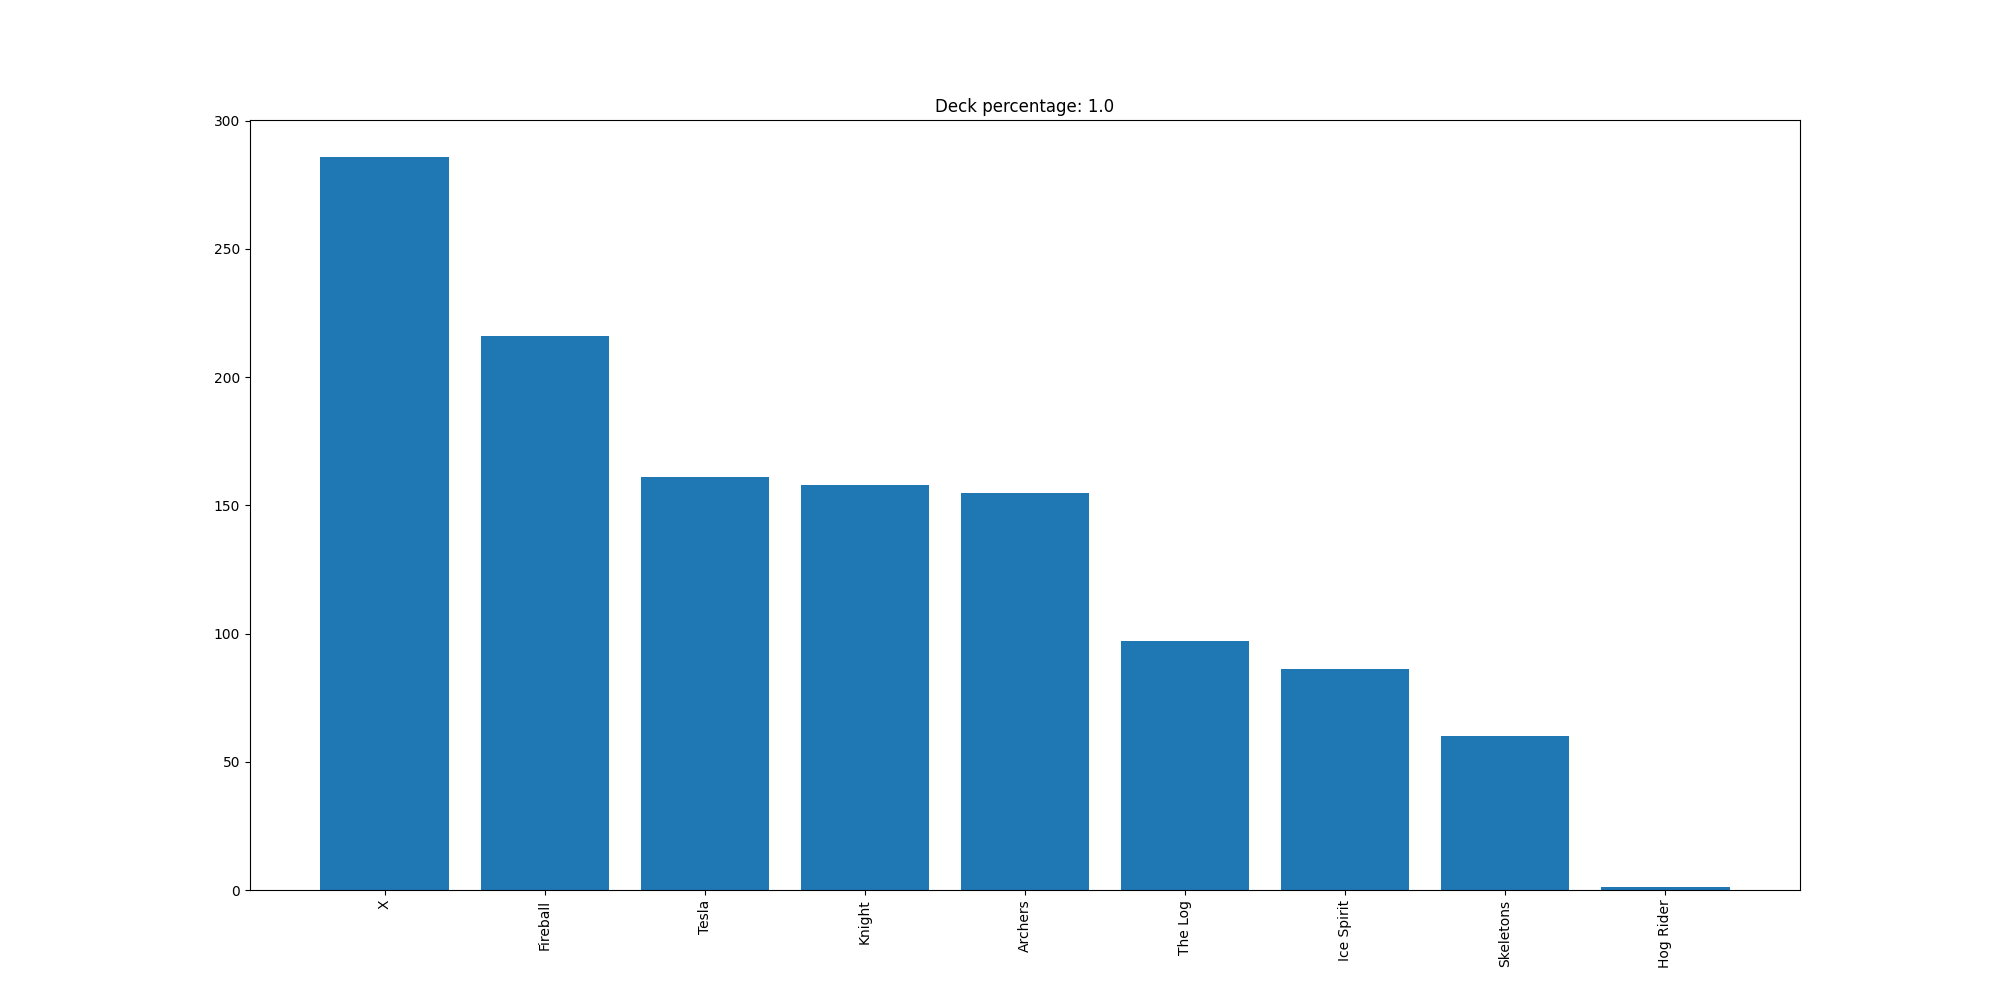 Deck percentage: 1.0
300
250
200
150
100
50
0
X
Fireball
Tesla
Knight
Archers
The Log
Ice Spirit
Skeletons
Hog Rider